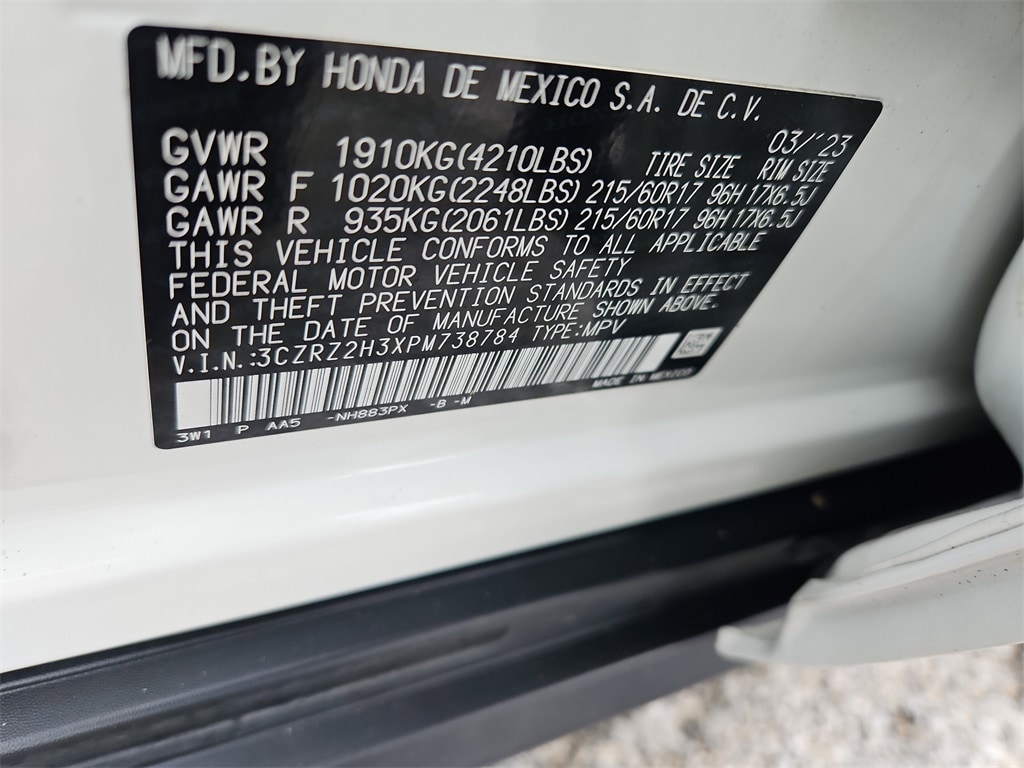 MFD.BY HONDA DE MEXICO S.A. DE C.V.
03/'23
GVWR 1910KG(4210LBS) TIRE SIZE RIM SIZE
GAWR F 1020KG(2248LBS) 215/60R17 96H 17X6.5J
GAWR R 935KG(2061LBS) 215/60R17 96H 17X6.5J
THIS VEHICLE CONFORMS TO ALL APPLICABLE
FEDERAL MOTOR VEHICLE SAFETY
AND THEFT PREVENTION STANDARDS IN EFFECT
ON THE DATE OF MANUFACTURE SHOWN ABOVE.
V.I.N.:3CZRZ2H3XPM738784 TYPE:MPV
MADE IN MEXICO
3W1 P AA5 -NH883PX -B -M